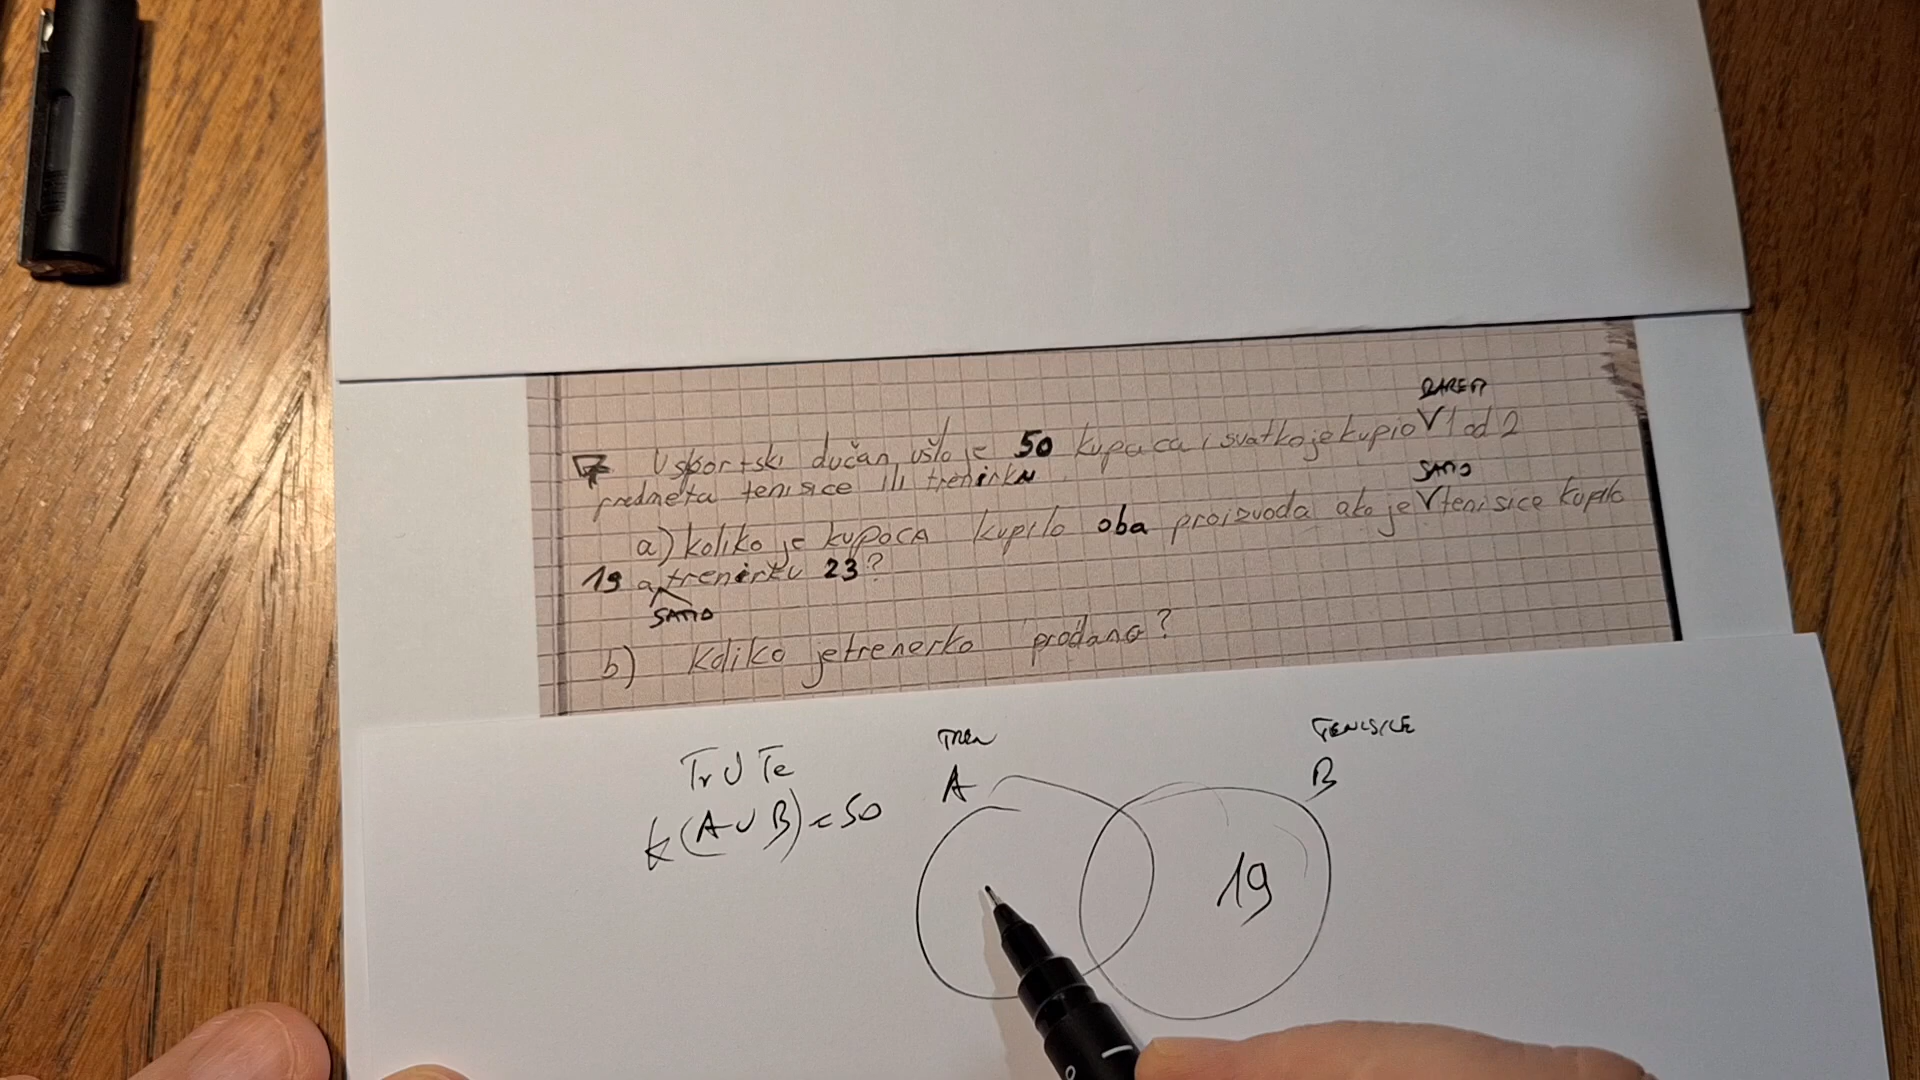 BAREM
7 U sportski dućan ušlo je 50 kupaca, svatko je kupio V 1 od 2
predmeta tenisice ili trenirku
SAMO
a) koliko je kupaca kupilo oba proizvoda ako je V tenisice kupilo
19 a trenirku 23?
SAMO
b) koliko je trenerko prodano?
Tr ∪ Te
k(A ∪ B) = 50
TREN
A
TENISICE
B
19